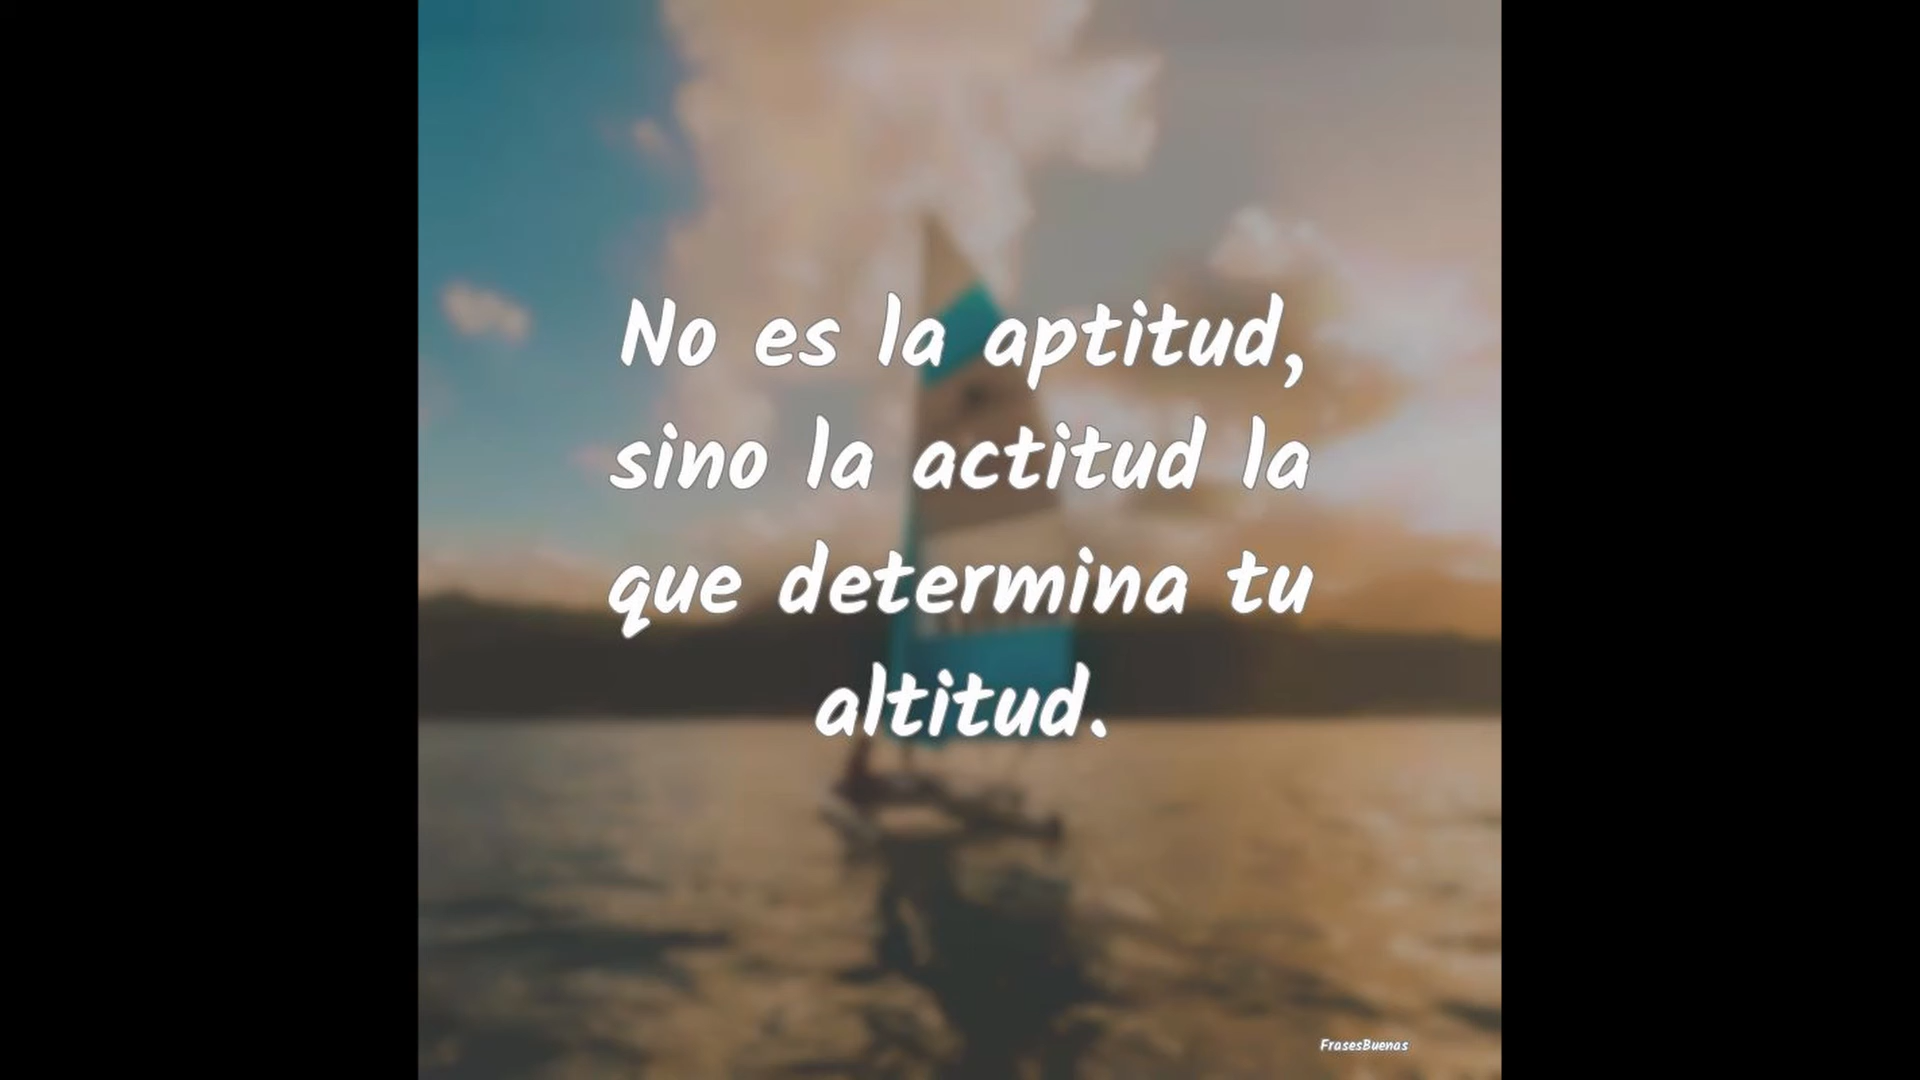 No es la aptitud,
sino la actitud la
que determina tu
altitud.
FrasesBuenas